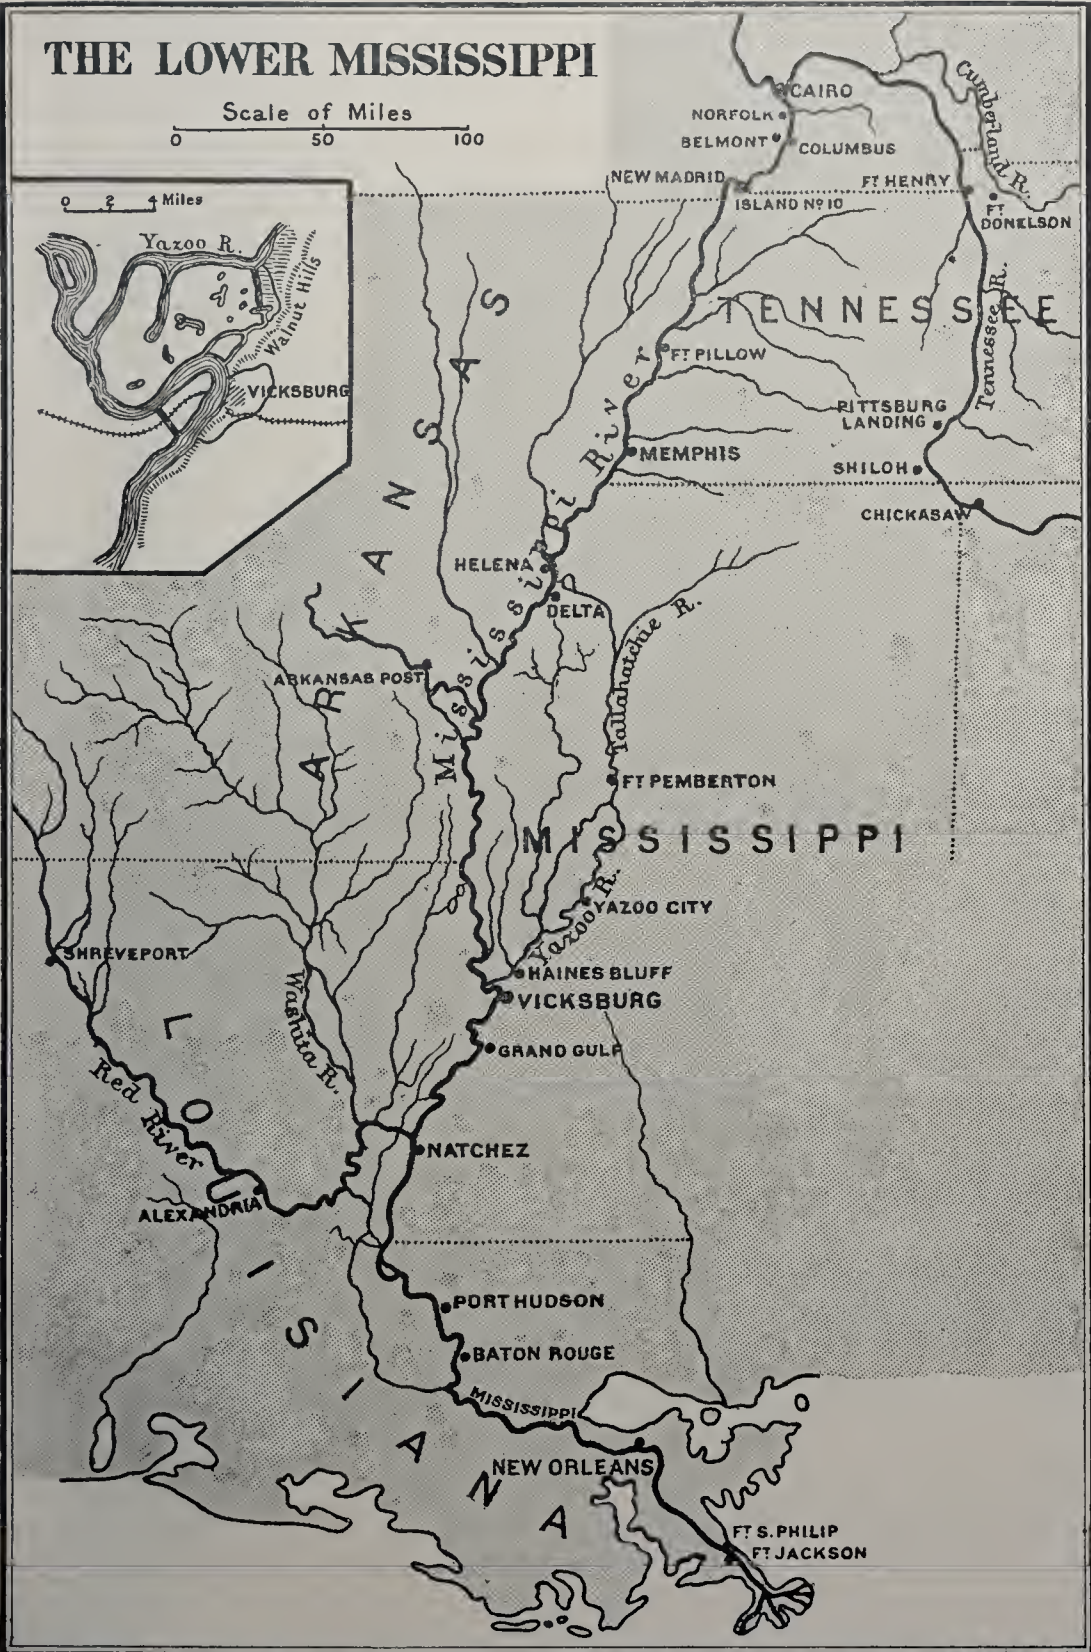 THE LOWER MISSISSIPPI
Scale of Miles
0 50 100
0 2 4 Miles
Yazoo R.
Walnut Hills
VICKSBURG
CAIRO
NORFOLK
BELMONT
COLUMBUS
Cumberland R.
NEW MADRID
ISLAND Nº 10
FT HENRY
FT
DONELSON
TENNESSEE
Tennessee R.
FT PILLOW
PITTSBURG
LANDING
MEMPHIS
SHILOH
CHICKASAW
Mississippi River
ARKANSAS
HELENA
DELTA
Tallahatchie R.
ARKANSAS POST
FT PEMBERTON
MISSISSIPPI
YAZOO CITY
Yazoo R.
SHREVEPORT
HAINES BLUFF
VICKSBURG
Washita R.
GRAND GULF
Red River
LOUISIANA
NATCHEZ
ALEXANDRIA
PORT HUDSON
BATON ROUGE
MISSISSIPPI
NEW ORLEANS
FT S. PHILIP
FT JACKSON